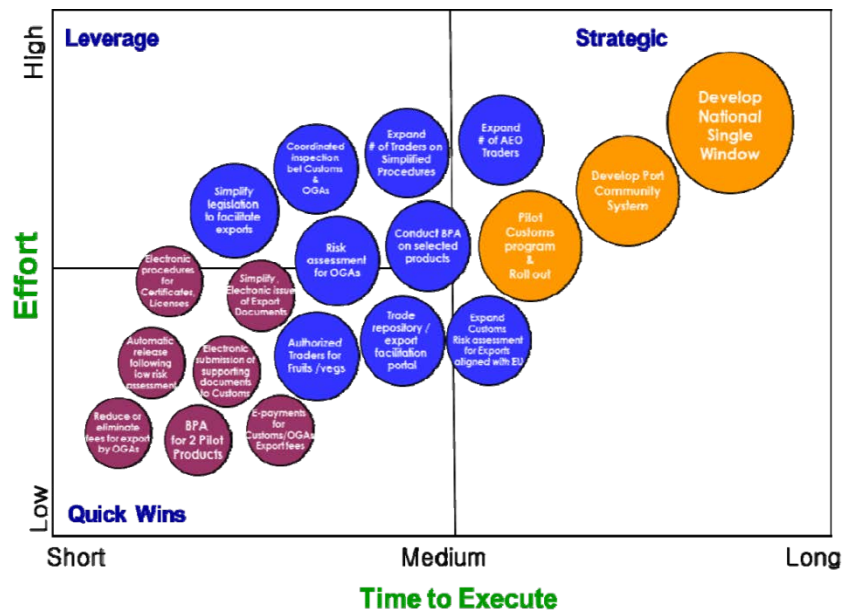 High
Leverage
Strategic
Develop
National
Single
Window
Expand
# of Traders on
Simplified
Procedures
Expand
# of AEO
Traders
Coordinated
inspection
bet Customs
&
OGAs
Develop Port
Community
System
Simplify
legislation
to facilitate
exports
Pilot
Customs
program
&
Roll out
Conduct BPA
on selected
products
Risk
assessment
for OGAs
Effort
Electronic
procedures
for
Certificates,
Licenses
Simplify,
Electronic issue
of Export
Documents
Trade
repository /
export
facilitation
portal
Expand
Customs
Risk assessment
for Exports
aligned with EU
Automatic
release
following
low risk
assessment
Electronic
submission of
supporting
documents
to Customs
Authorized
Traders for
Fruits /vegs
Reduce or
eliminate
fees for export
by OGAs
BPA
for 2 Pilot
Products
E-payments
for
Customs/OGAs
Export fees
Low
Quick Wins
Short
Medium
Long
Time to Execute